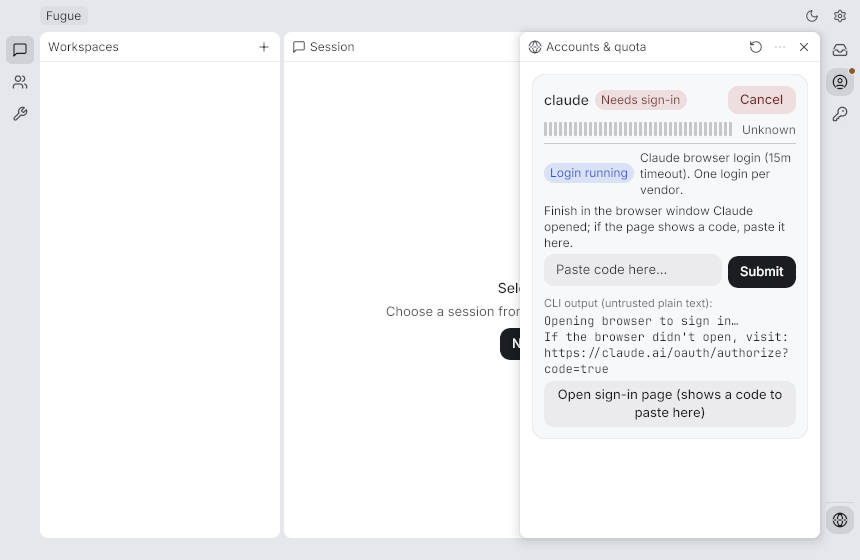 Fugue
Workspaces
Session
Accounts & quota
claude
Needs sign-in
Cancel
Unknown
Login running
Claude browser login (15m
timeout). One login per
vendor.
Finish in the browser window Claude
opened; if the page shows a code, paste it
here.
Paste code here...
Submit
CLI output (untrusted plain text):
Opening browser to sign in…
If the browser didn't open, visit:
https://claude.ai/oauth/authorize?
code=true
Open sign-in page (shows a code to
paste here)
Choose a session